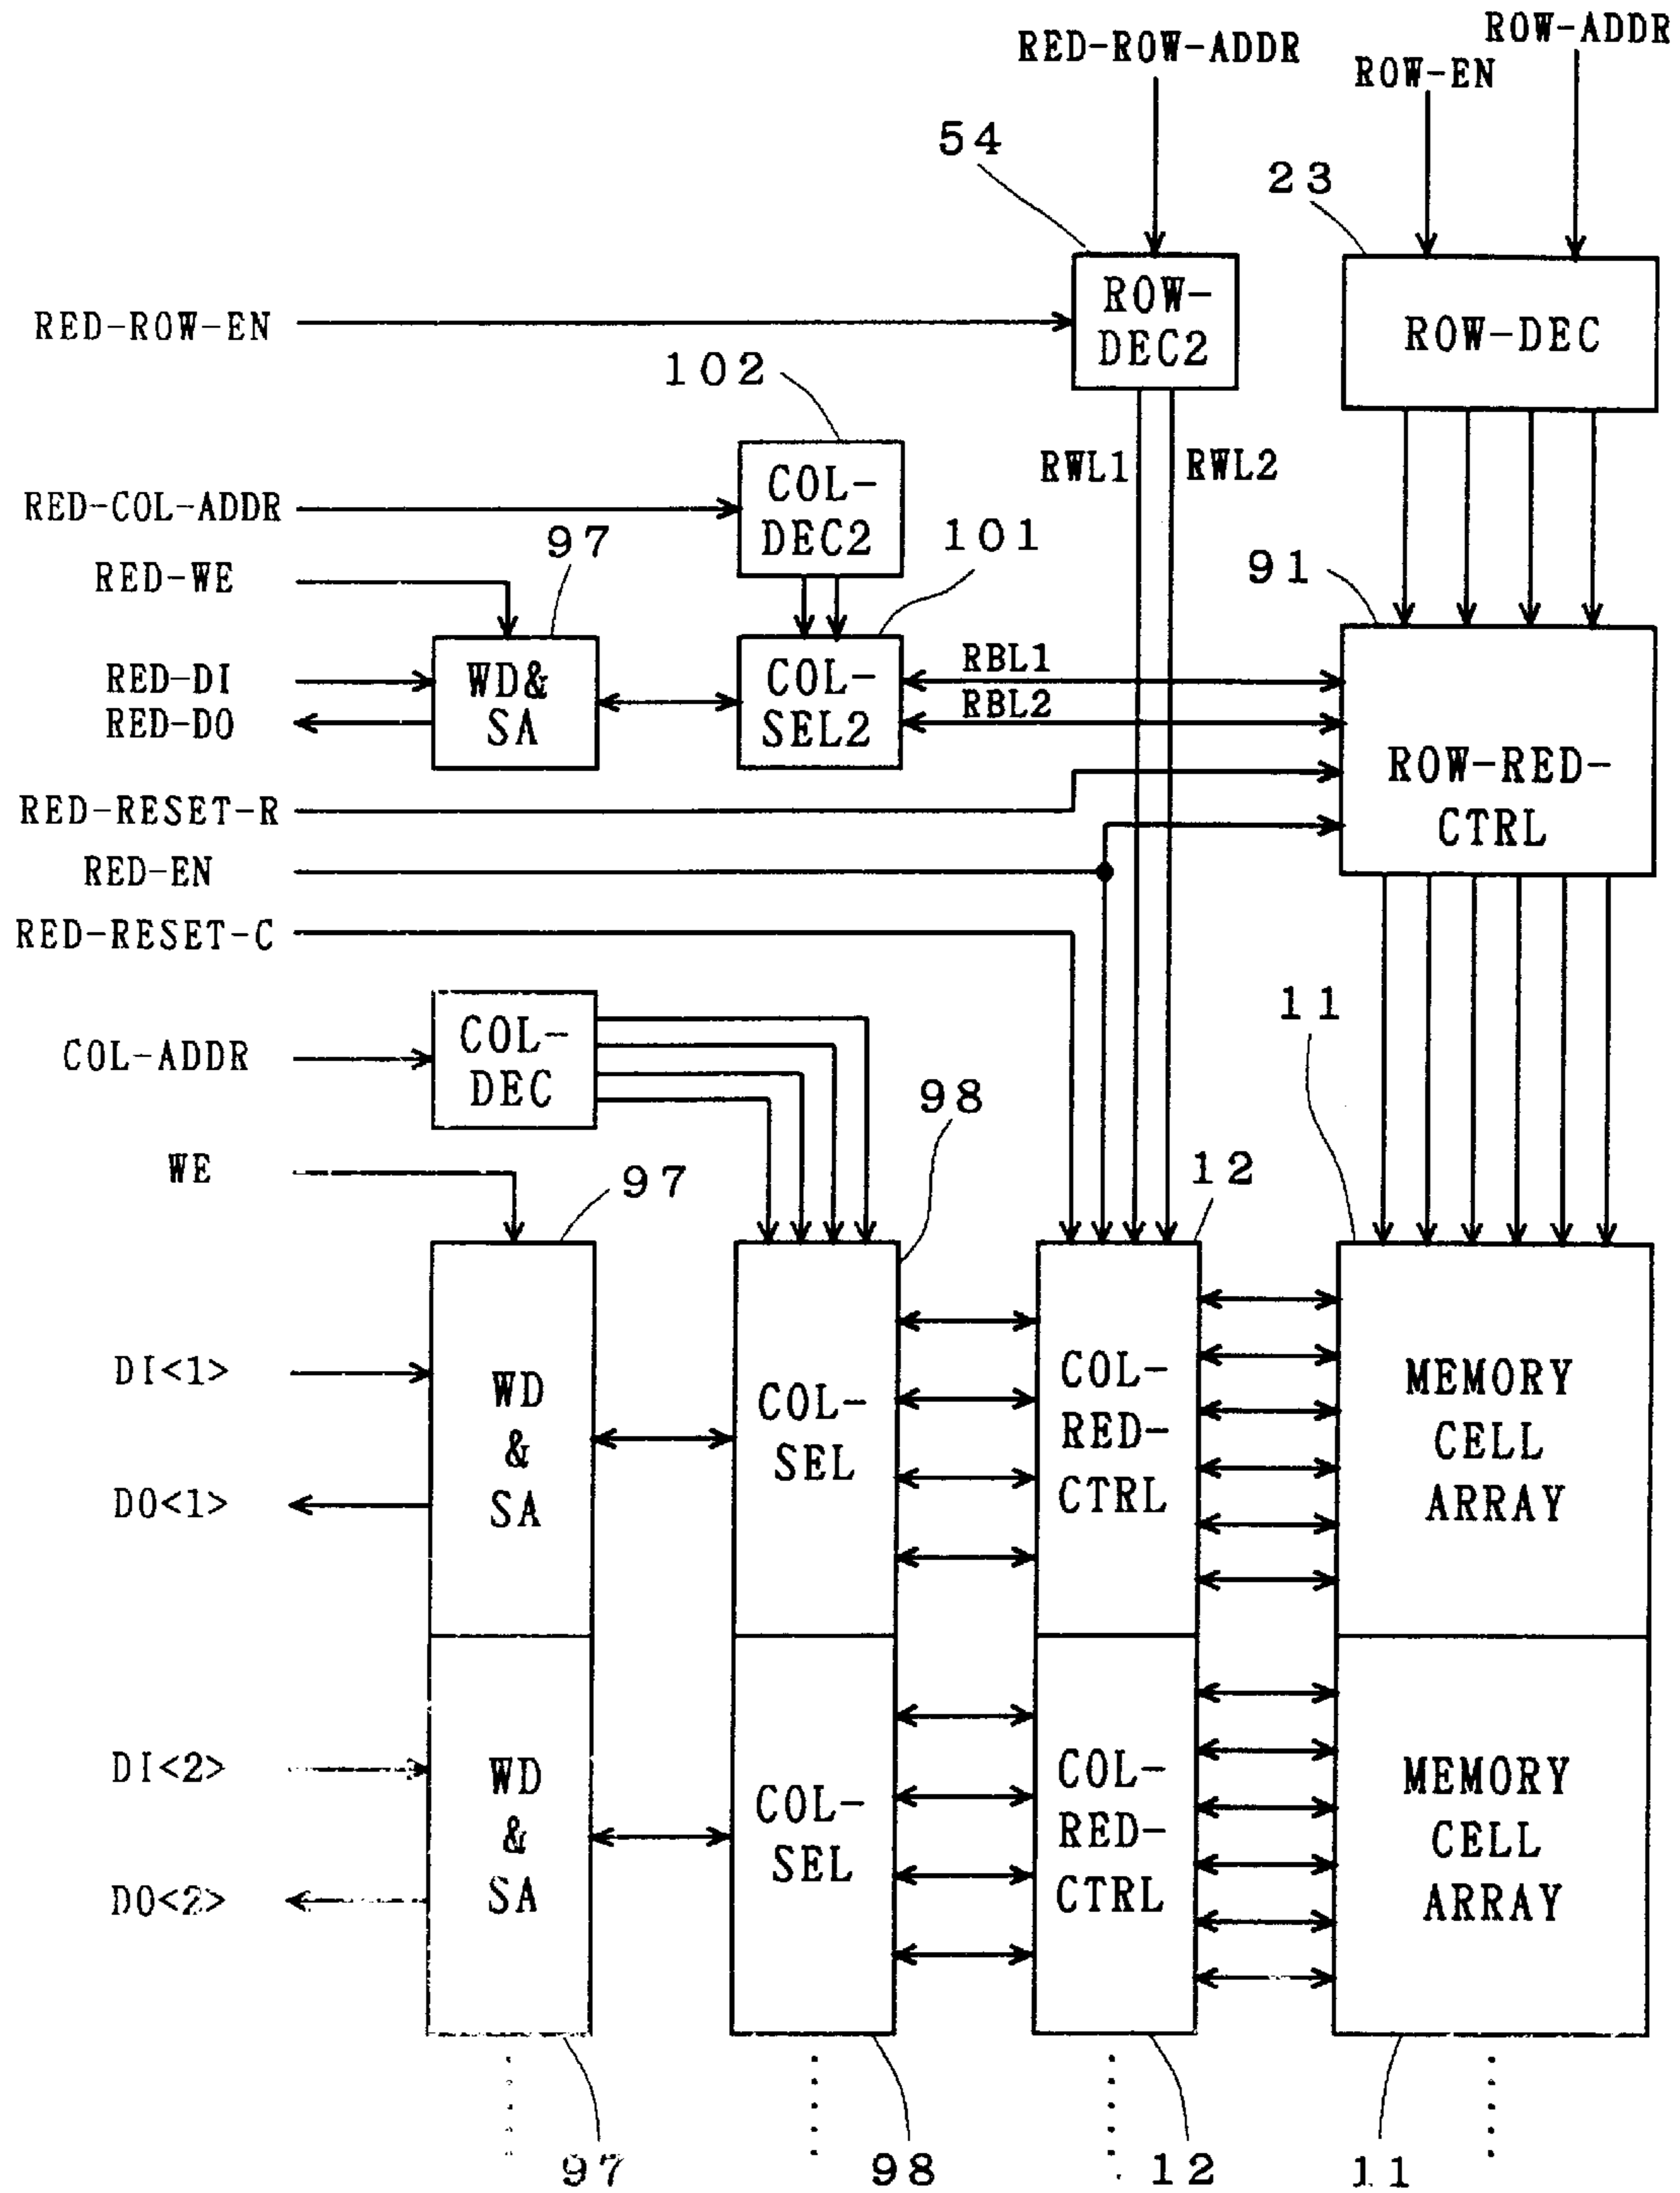 ROW-ADDR
RED-ROW-ADDR
ROW-EN
54
23
ROW-
DEC2
ROW-DEC
RED-ROW-EN
102
RWL1
RWL2
COL-
DEC2
RED-COL-ADDR
97
101
91
RED-WE
RBL1
RED-DI
WD&
SA
COL-
SEL2
RBL2
RED-DO
ROW-RED-
CTRL
RED-RESET-R
RED-EN
RED-RESET-C
11
COL-
DEC
COL-ADDR
98
WE
97
12
DI<1>
WD
&
SA
COL-
SEL
COL-
RED-
CTRL
MEMORY
CELL
ARRAY
DO<1>
DI<2>
WD
&
SA
COL-
SEL
COL-
RED-
CTRL
MEMORY
CELL
ARRAY
DO<2>
97
98
12
11